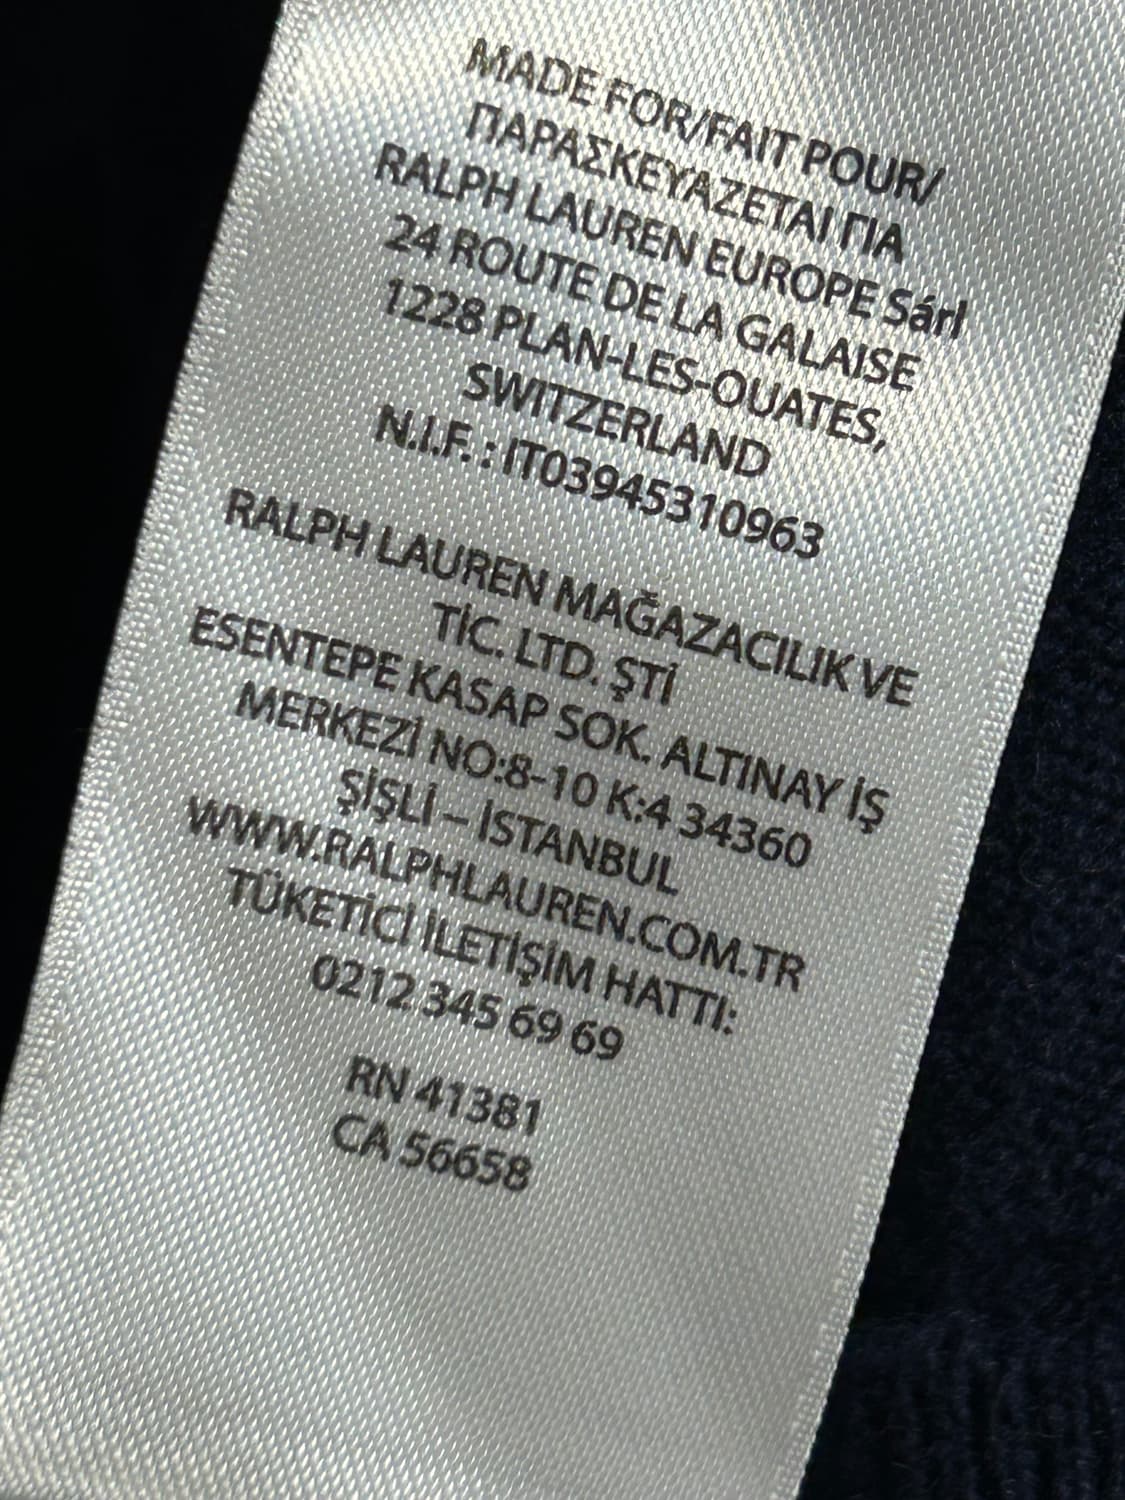 MADE FOR/FAIT POUR/
ΠΑΡΑΣΚΕΥΑΖΕΤΑΙ ΓΙΑ
RALPH LAUREN EUROPE Sárl
24 ROUTE DE LA GALAISE
1228 PLAN-LES-OUATES,
SWITZERLAND
N.I.F. : IT03945310963
RALPH LAUREN MAĞAZACILIK VE
TİC. LTD. ŞTİ
ESENTEPE KASAP SOK. ALTINAY İŞ
MERKEZİ NO:8-10 K:4 34360
ŞİŞLİ – İSTANBUL
WWW.RALPHLAUREN.COM.TR
TÜKETİCİ İLETİŞİM HATTI:
0212 345 69 69
RN 41381
CA 56658